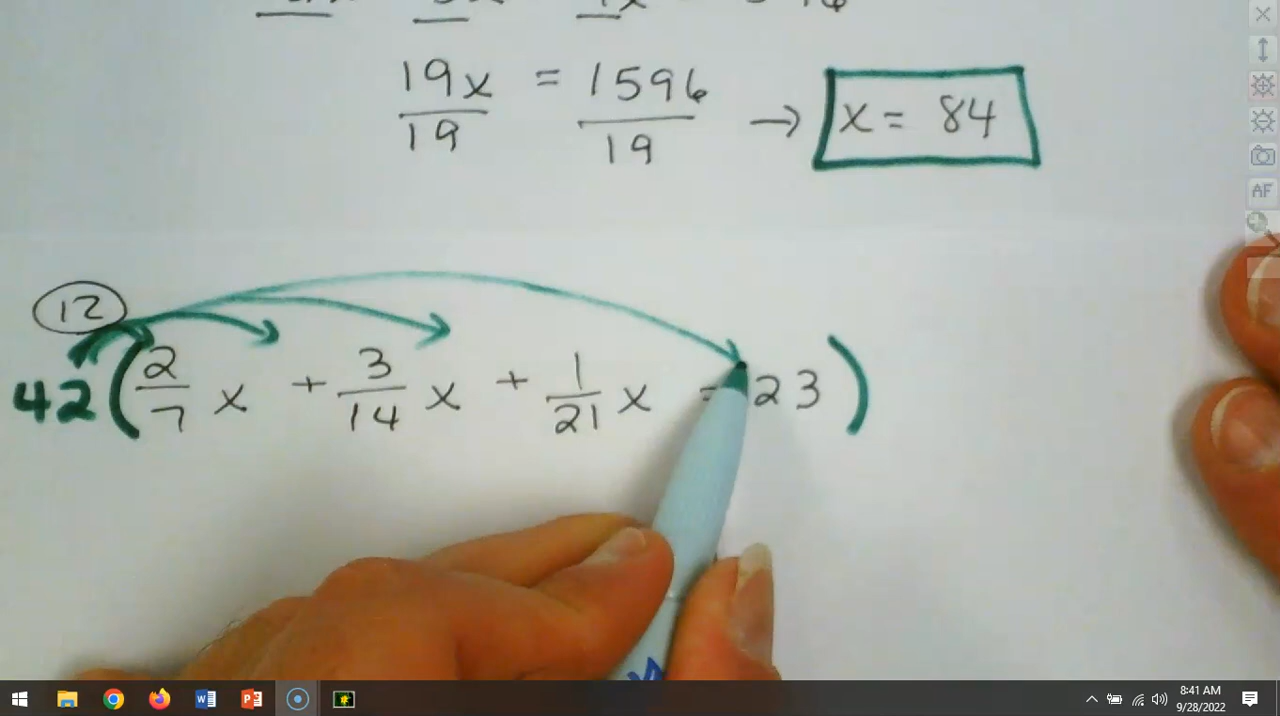 19x = 1596
19 19 → x = 84
12
42 ( 2/7 x + 3/14 x + 1/21 x = 23 )
AF
8:41 AM
9/28/2022